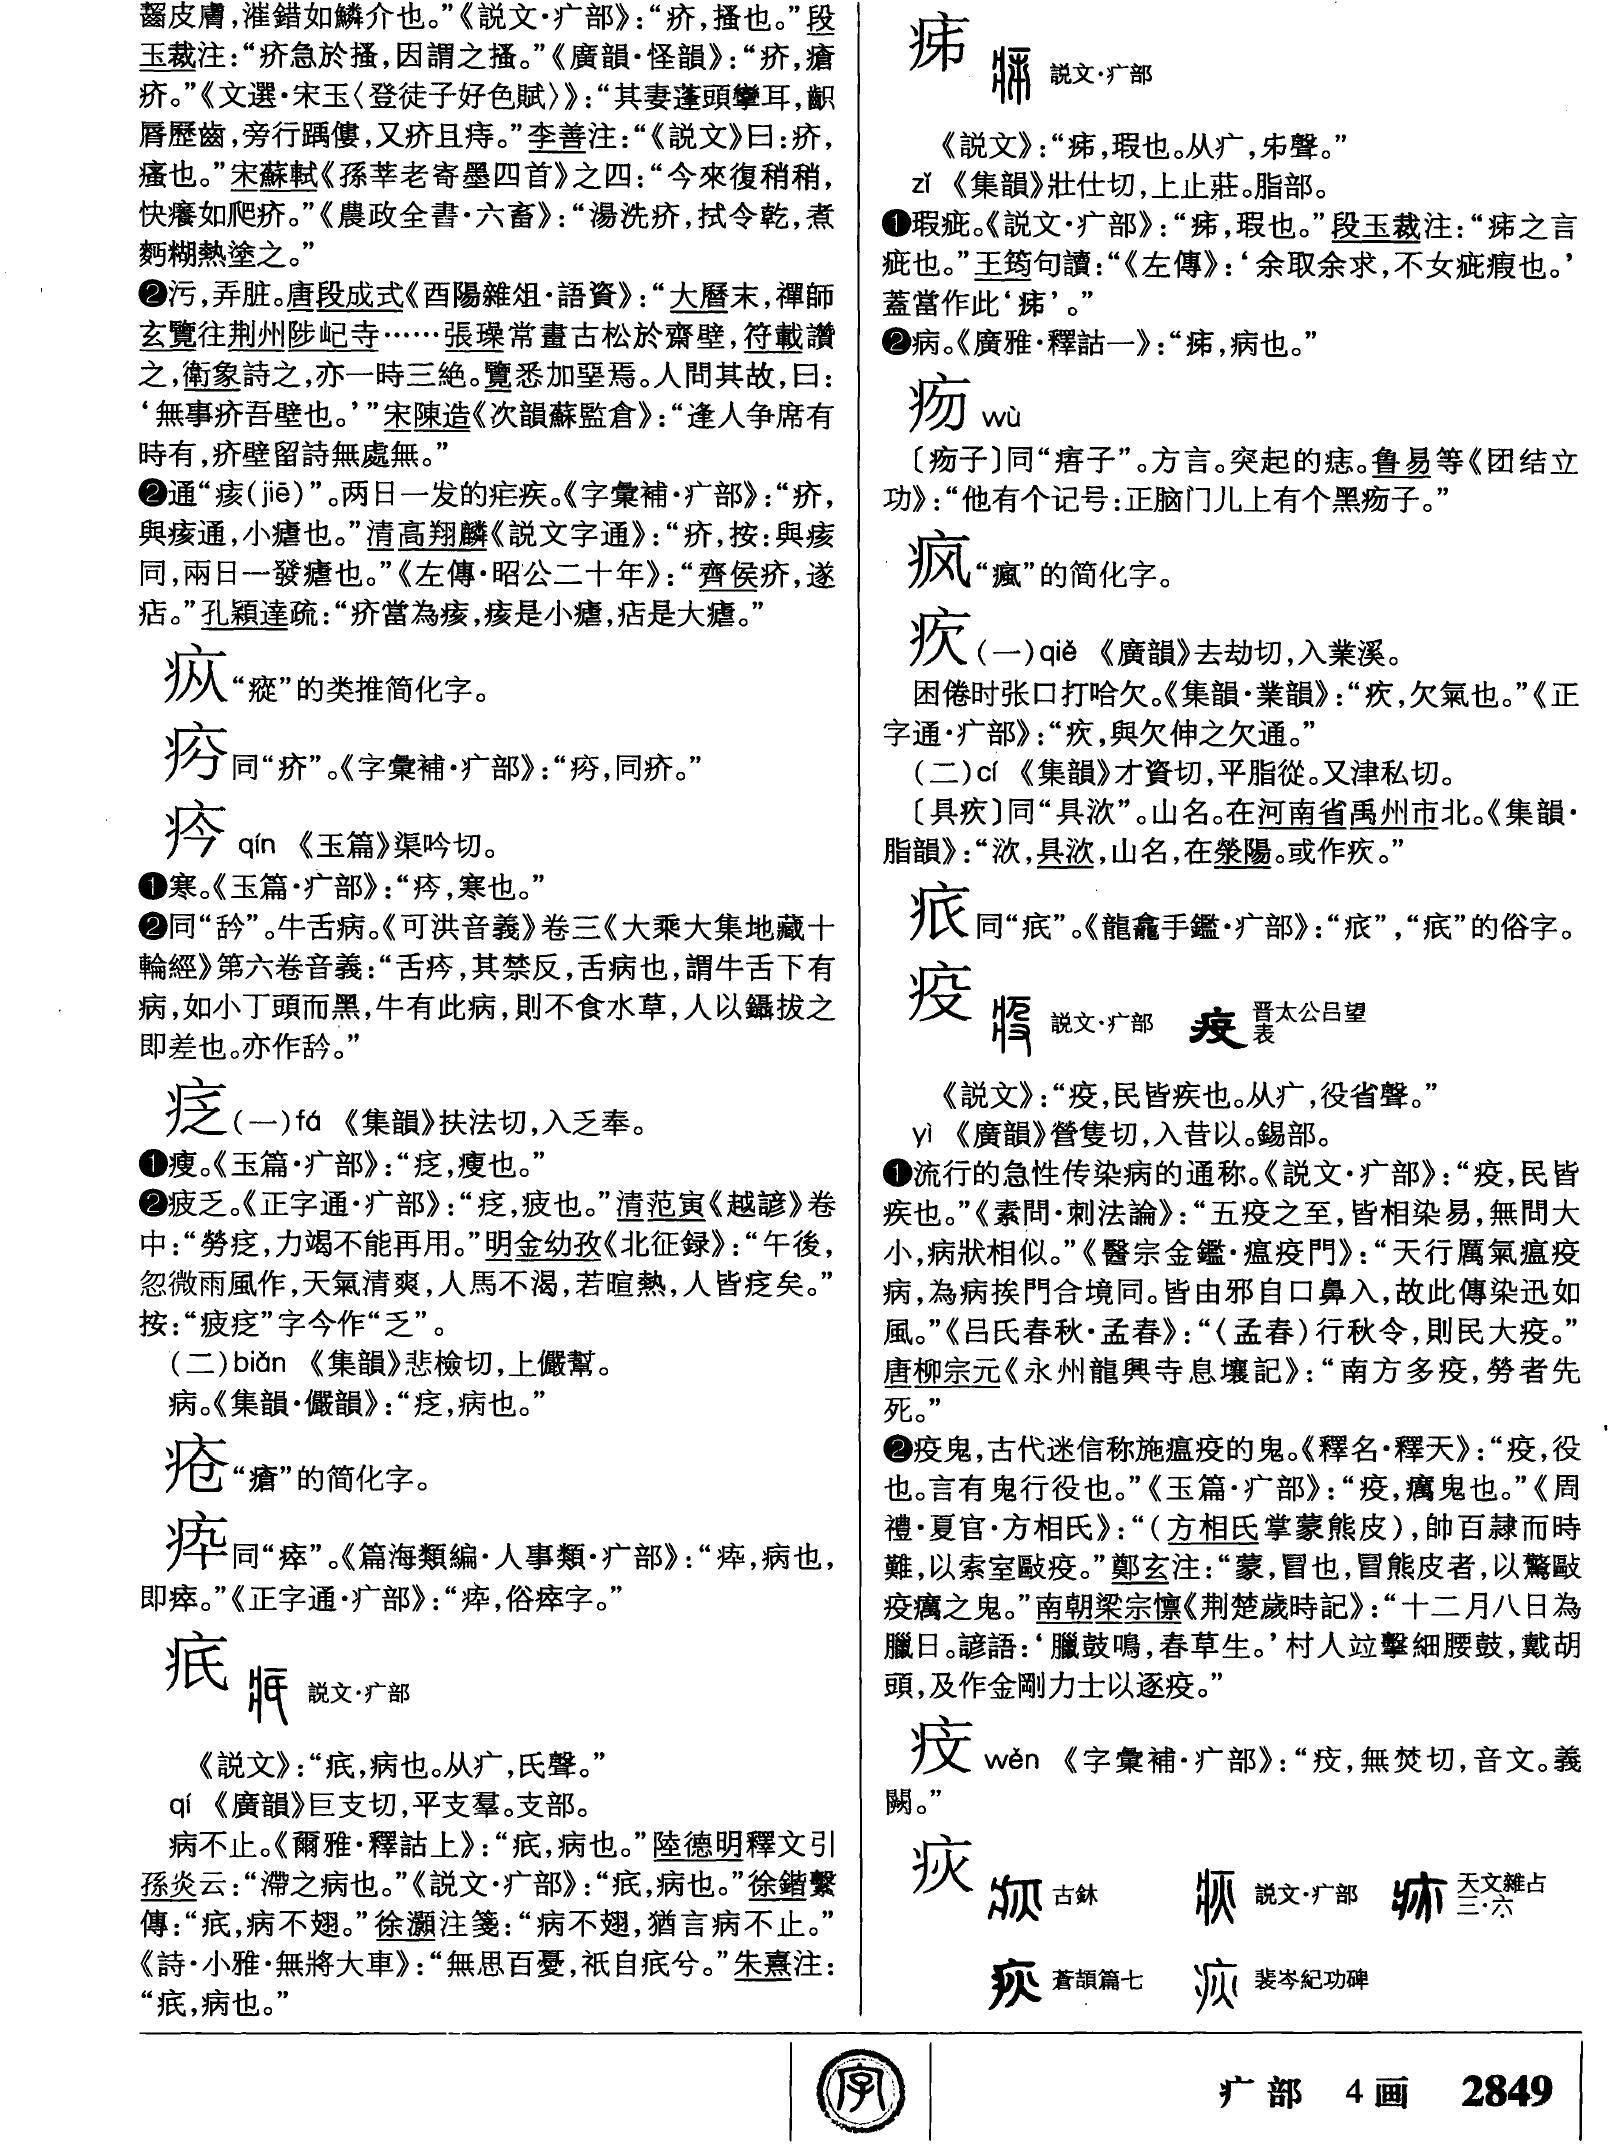 齧皮膚，漼錯如鱗介也。”《説文·疒部》：“疥，搔也。”段
玉裁注：“疥急於搔，因謂之搔。”《廣韻·怪韻》：“疥，瘡
疥。”《文選·宋玉〈登徒子好色賦〉》：“其妻蓬頭攣耳，齞
脣歷齒，旁行踽僂，又疥且痔。”李善注：“《説文》曰：疥，
瘙也。”宋蘇軾《孫莘老寄墨四首》之四：“今來復稍稍，
快癢如爬疥。”《農政全書·六畜》：“湯洗疥，拭令乾，煮
麪糊熱塗之。”
❷污，弄脏。唐段成式《酉陽雜俎·語資》：“大曆末，禪師
玄覽往荆州陟屺寺……張璪常畫古松於齋壁，符載讚
之，衛象詩之，亦一時三絶。覽悉加堊焉。人問其故，曰：
‘無事疥吾壁也。’”宋陳造《次韻蘇監倉》：“逢人争席有
時有，疥壁留詩無處無。”
❷通“痎(jiē)”。两日一发的疟疾。《字彙補·疒部》：“疥，
與痎通，小瘧也。”清高翔麟《説文字通》：“疥，按：與痎
同，兩日一發瘧也。”《左傳·昭公二十年》：“齊侯疥，遂
痁。”孔穎達疏：“疥當為痎，痎是小瘧，痁是大瘧。”
疭“瘲”的类推简化字。
㽹同“疥”。《字彙補·疒部》：“㽹，同疥。”
㽸 qín 《玉篇》渠吟切。
❶寒。《玉篇·疒部》：“㽸，寒也。”
❷同“䑤”。牛舌病。《可洪音義》卷三《大乘大集地藏十
輪經》第六卷音義：“舌㽸，其禁反，舌病也，謂牛舌下有
病，如小丁頭而黑，牛有此病，則不食水草，人以鑷拔之
即差也。亦作䑤。”
疺(一)fá 《集韻》扶法切，入乏奉。
❶瘦。《玉篇·疒部》：“疺，瘦也。”
❷疲乏。《正字通·疒部》：“疺，疲也。”清范寅《越諺》卷
中：“勞疺，力竭不能再用。”明金幼孜《北征録》：“午後，
忽微雨風作，天氣清爽，人馬不渴，若暄熱，人皆疺矣。”
按：“疲疺”字今作“乏”。
(二)biǎn 《集韻》悲檢切，上儼幫。
病。《集韻·儼韻》：“疺，病也。”
疮“瘡”的简化字。
㽷同“瘁”。《篇海類編·人事類·疒部》：“㽷，病也，
即瘁。”《正字通·疒部》：“㽷，俗瘁字。”
疧 説文·疒部
《説文》：“疧，病也。从疒，氏聲。”
qí 《廣韻》巨支切，平支羣。支部。
病不止。《爾雅·釋詁上》：“疧，病也。”陸德明釋文引
孫炎云：“滯之病也。”《説文·疒部》：“疧，病也。”徐鍇繫
傳：“疧，病不翅。”徐灝注箋：“病不翅，猶言病不止。”
《詩·小雅·無將大車》：“無思百憂，祇自疧兮。”朱熹注：
“疧，病也。”
㾅 説文·疒部
《説文》：“㾅，瑕也。从疒，𠂔聲。”
zǐ 《集韻》壯仕切，上止莊。脂部。
❶瑕疵。《説文·疒部》：“㾅，瑕也。”段玉裁注：“㾅之言
疵也。”王筠句讀：“《左傳》：‘余取余求，不女疵瑕也。’
蓋當作此‘㾅’。”
❷病。《廣雅·釋詁一》：“㾅，病也。”
㽾 wù
〔㽾子〕同“痦子”。方言。突起的痣。鲁易等《团结立
功》：“他有个记号：正脑门儿上有个黑㽾子。”
疯“瘋”的简化字。
㽼(一)qiě 《廣韻》去劫切，入業溪。
困倦时张口打哈欠。《集韻·業韻》：“㽼，欠氣也。”《正
字通·疒部》：“㽼，與欠伸之欠通。”
(二)cí 《集韻》才資切，平脂從。又津私切。
〔具㽼〕同“具㳄”。山名。在河南省禹州市北。《集韻·
脂韻》：“㳄，具㳄，山名，在滎陽。或作㽼。”
㽽同“疧”。《龍龕手鑑·疒部》：“㽽”，“疧”的俗字。
疫 説文·疒部 晋太公吕望
表
《説文》：“疫，民皆疾也。从疒，役省聲。”
yì 《廣韻》營隻切，入昔以。錫部。
❶流行的急性传染病的通称。《説文·疒部》：“疫，民皆
疾也。”《素問·刺法論》：“五疫之至，皆相染易，無問大
小，病狀相似。”《醫宗金鑑·瘟疫門》：“天行厲氣瘟疫
病，為病挨門合境同。皆由邪自口鼻入，故此傳染迅如
風。”《吕氏春秋·孟春》：“（孟春）行秋令，則民大疫。”
唐柳宗元《永州龍興寺息壤記》：“南方多疫，勞者先
死。”
❷疫鬼，古代迷信称施瘟疫的鬼。《釋名·釋天》：“疫，役
也。言有鬼行役也。”《玉篇·疒部》：“疫，癘鬼也。”《周
禮·夏官·方相氏》：“（方相氏掌蒙熊皮），帥百隷而時
難，以索室毆疫。”鄭玄注：“蒙，冒也，冒熊皮者，以驚毆
疫癘之鬼。”南朝梁宗懔《荆楚歲時記》：“十二月八日為
臘日。諺語：‘臘鼓鳴，春草生。’村人竝擊細腰鼓，戴胡
頭，及作金剛力士以逐疫。”
㽺 wěn 《字彙補·疒部》：“㽺，無焚切，音文。義
闕。”
疢 古鉥 説文·疒部 天文雜占
三·六
蒼頡篇七 裴岑紀功碑
字
疒部 4画 2849